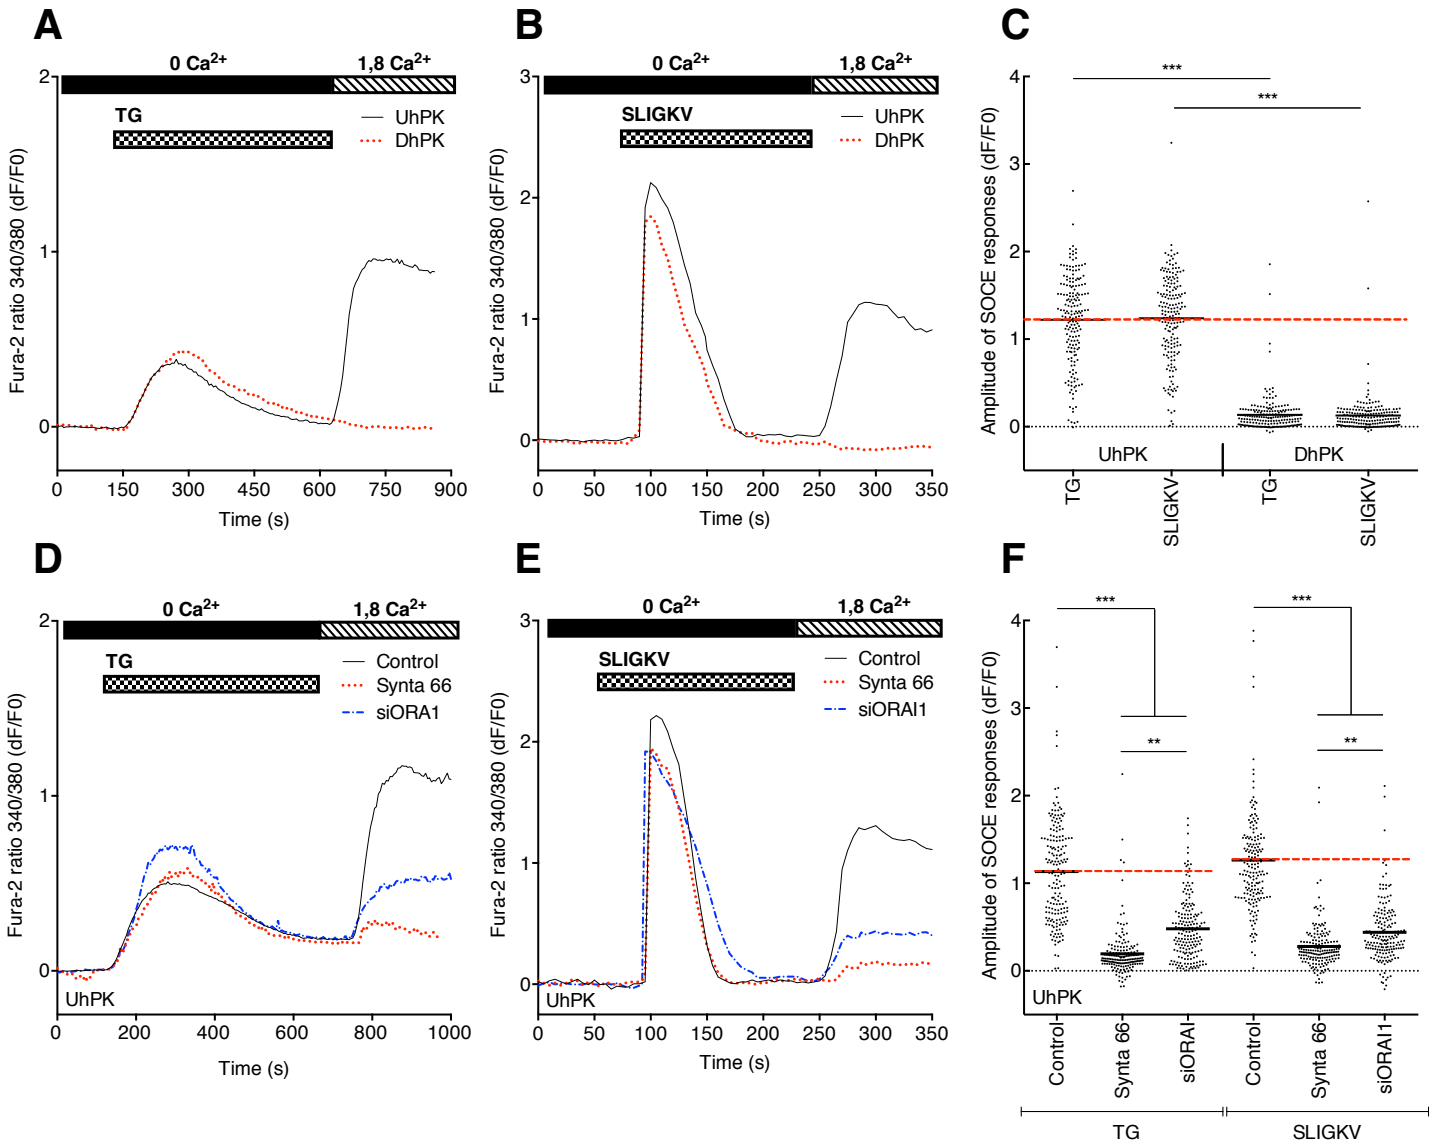 A
0 Ca2+
1,8 Ca2+
TG
UhPK
DhPK
Fura-2 ratio 340/380 (dF/F0)
2
1
0
0 150 300 450 600 750 900
Time (s)
B
0 Ca2+
1,8 Ca2+
SLIGKV
UhPK
DhPK
Fura-2 ratio 340/380 (dF/F0)
3
2
1
0
0 50 100 150 200 250 300 350
Time (s)
C
***
***
Amplitude of SOCE responses (dF/F0)
4
3
2
1
0
UhPK
DhPK
TG
SLIGKV
TG
SLIGKV
D
0 Ca2+
1,8 Ca2+
TG
Control
Synta 66
siORA1
Fura-2 ratio 340/380 (dF/F0)
2
1
0
UhPK
0 200 400 600 800 1000
Time (s)
E
0 Ca2+
1,8 Ca2+
SLIGKV
Control
Synta 66
siORAI1
Fura-2 ratio 340/380 (dF/F0)
3
2
1
0
UhPK
0 50 100 150 200 250 300 350
Time (s)
F
***
***
**
**
Amplitude of SOCE responses (dF/F0)
4
3
2
1
0
UhPK
Control
Synta 66
siORAI
Control
Synta 66
siORAI1
TG
SLIGKV